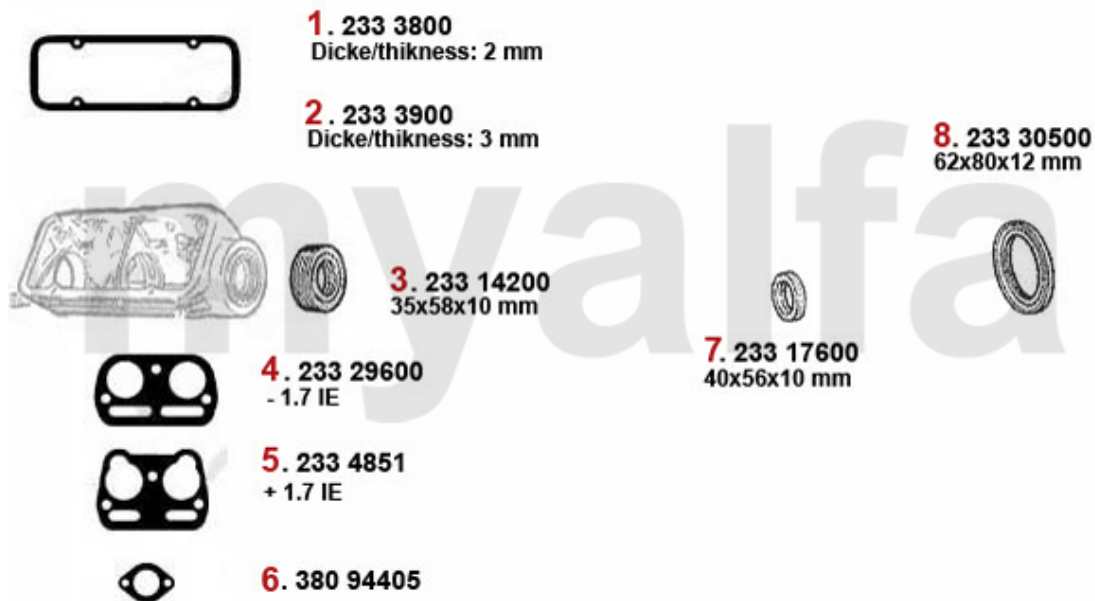 1. 233 3800
Dicke/thikness: 2 mm
2. 233 3900
Dicke/thikness: 3 mm
8. 233 30500
62x80x12 mm
myalfa
3. 233 14200
35x58x10 mm
7. 233 17600
40x56x10 mm
4. 233 29600
- 1.7 IE
5. 233 4851
+ 1.7 IE
6. 380 94405